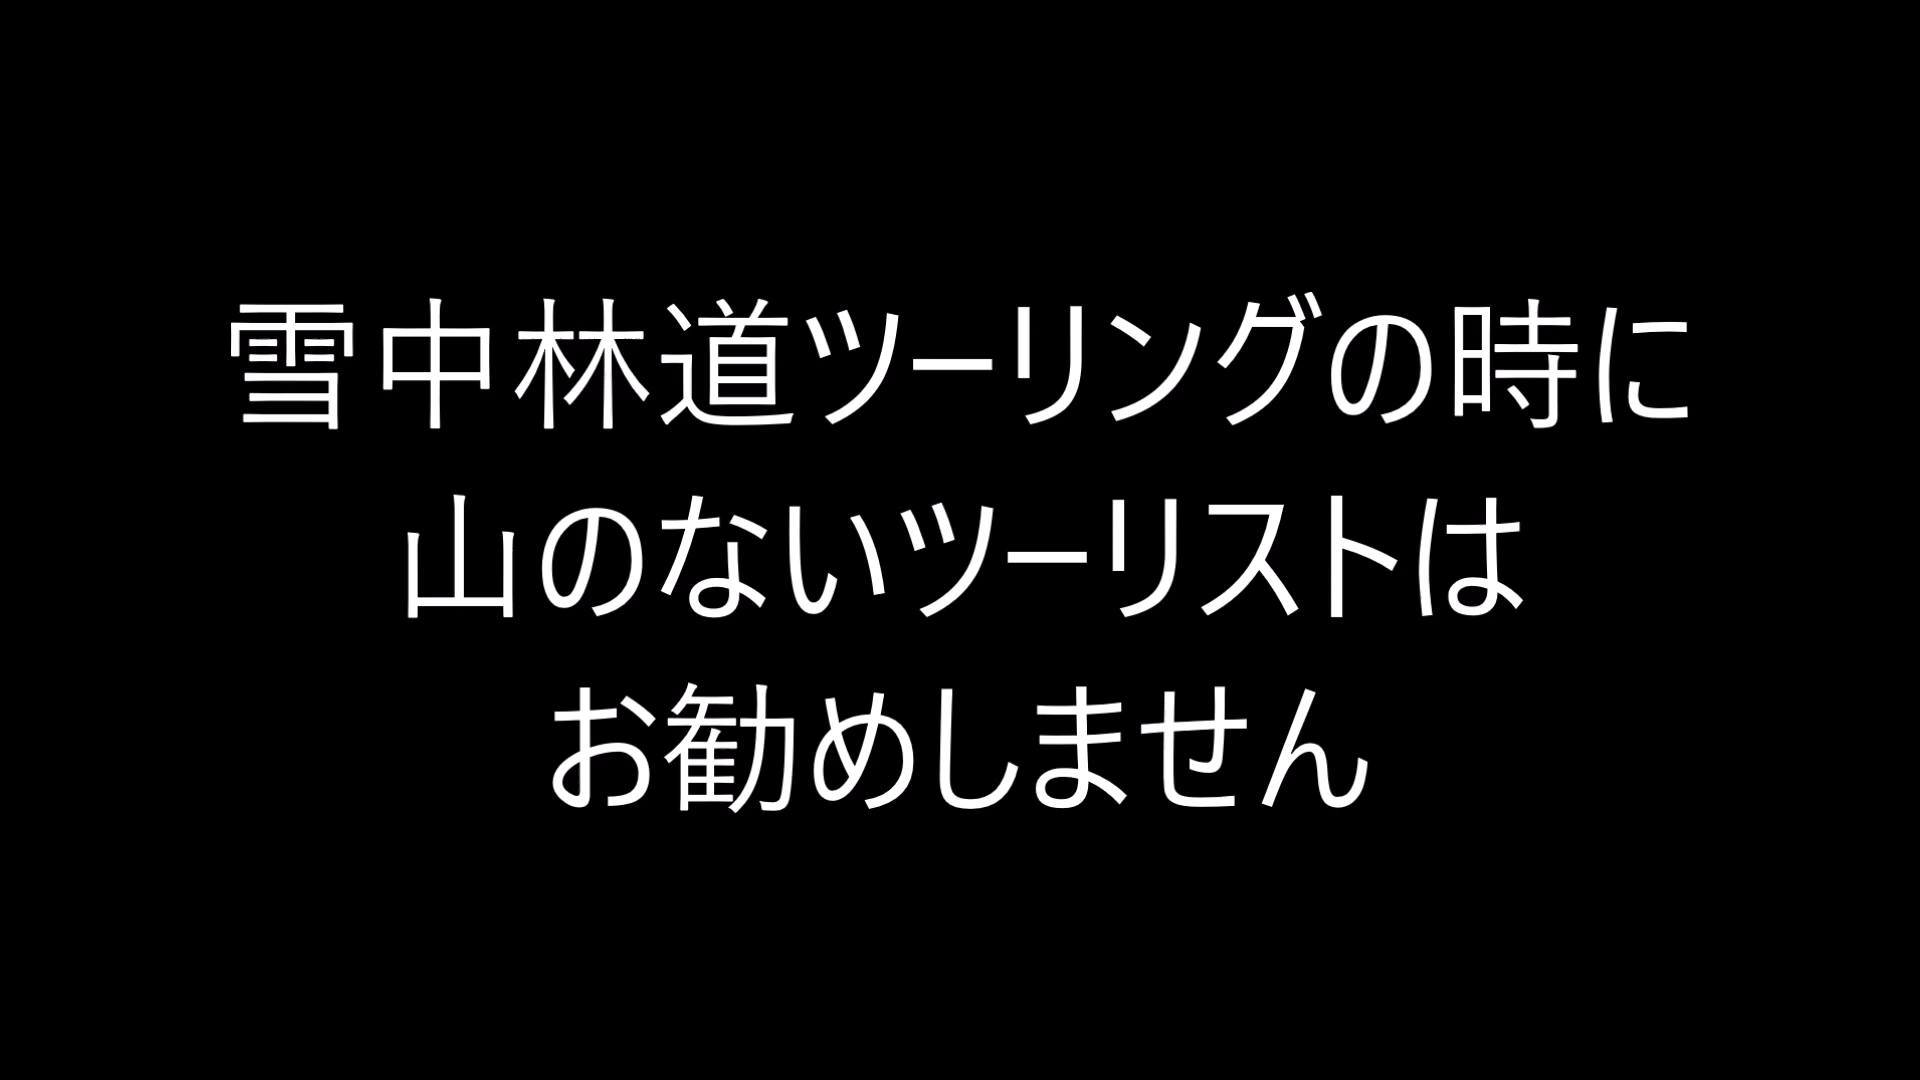 雪中林道ツーリングの時に
山のないツーリストは
お勧めしません